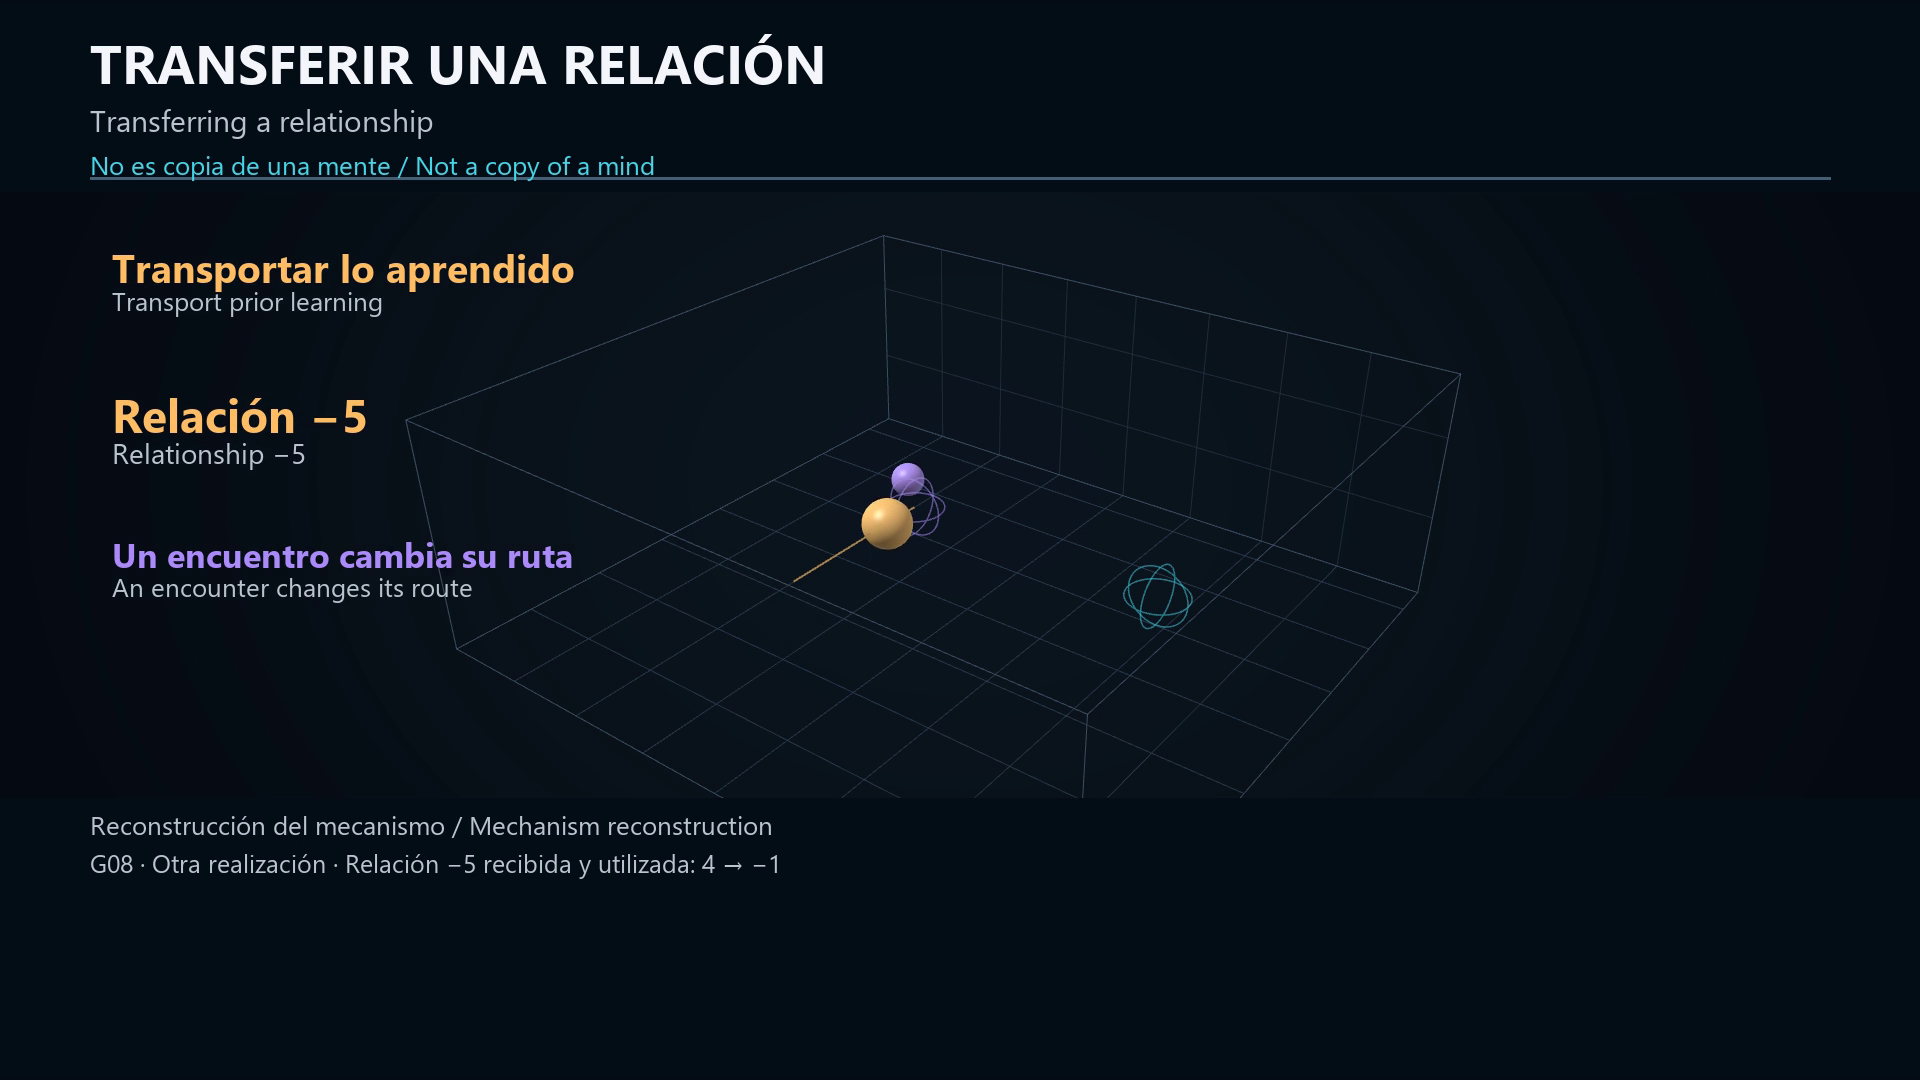 TRANSFERIR UNA RELACIÓN
Transferring a relationship
No es copia de una mente / Not a copy of a mind
Transportar lo aprendido
Transport prior learning
Relación −5
Relationship −5
Un encuentro cambia su ruta
An encounter changes its route
Reconstrucción del mecanismo / Mechanism reconstruction
G08 · Otra realización · Relación −5 recibida y utilizada: 4 → −1